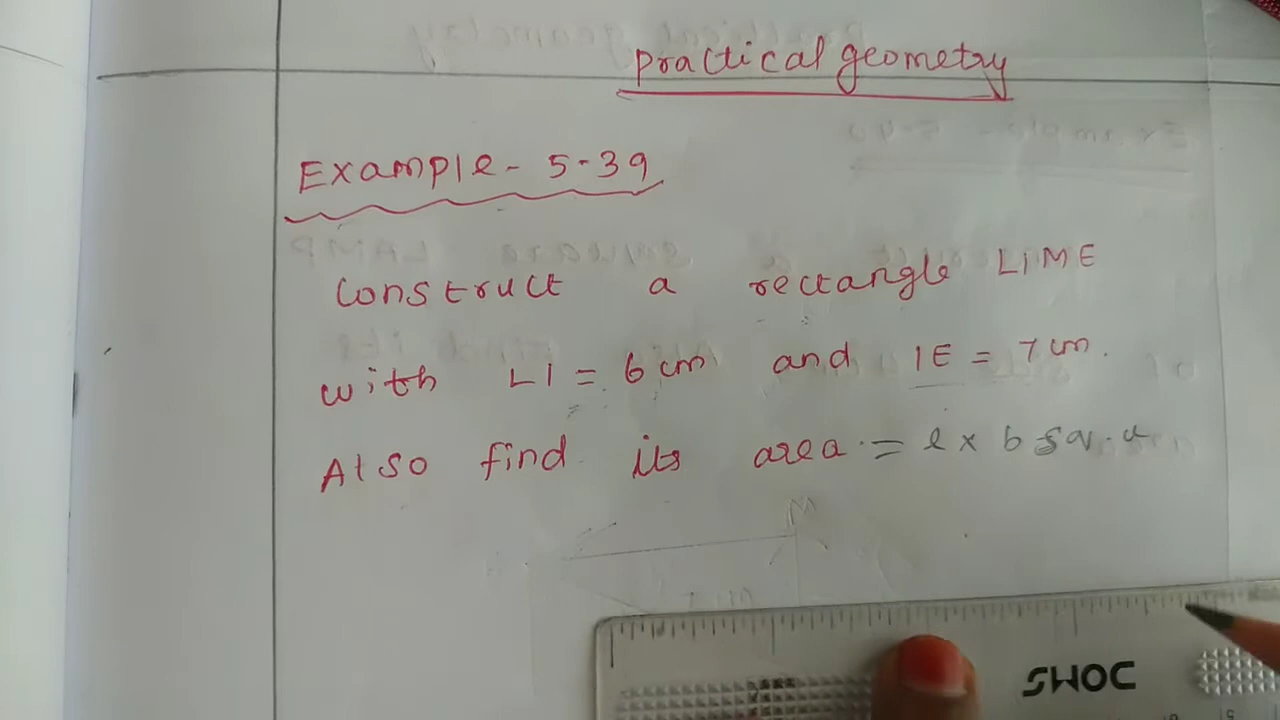 Practical geometry
Example - 5.39
Construct a rectangle LIME
with LI = 6 cm and IE = 7 cm.
Also find its area = l x b sq. u
SHOC